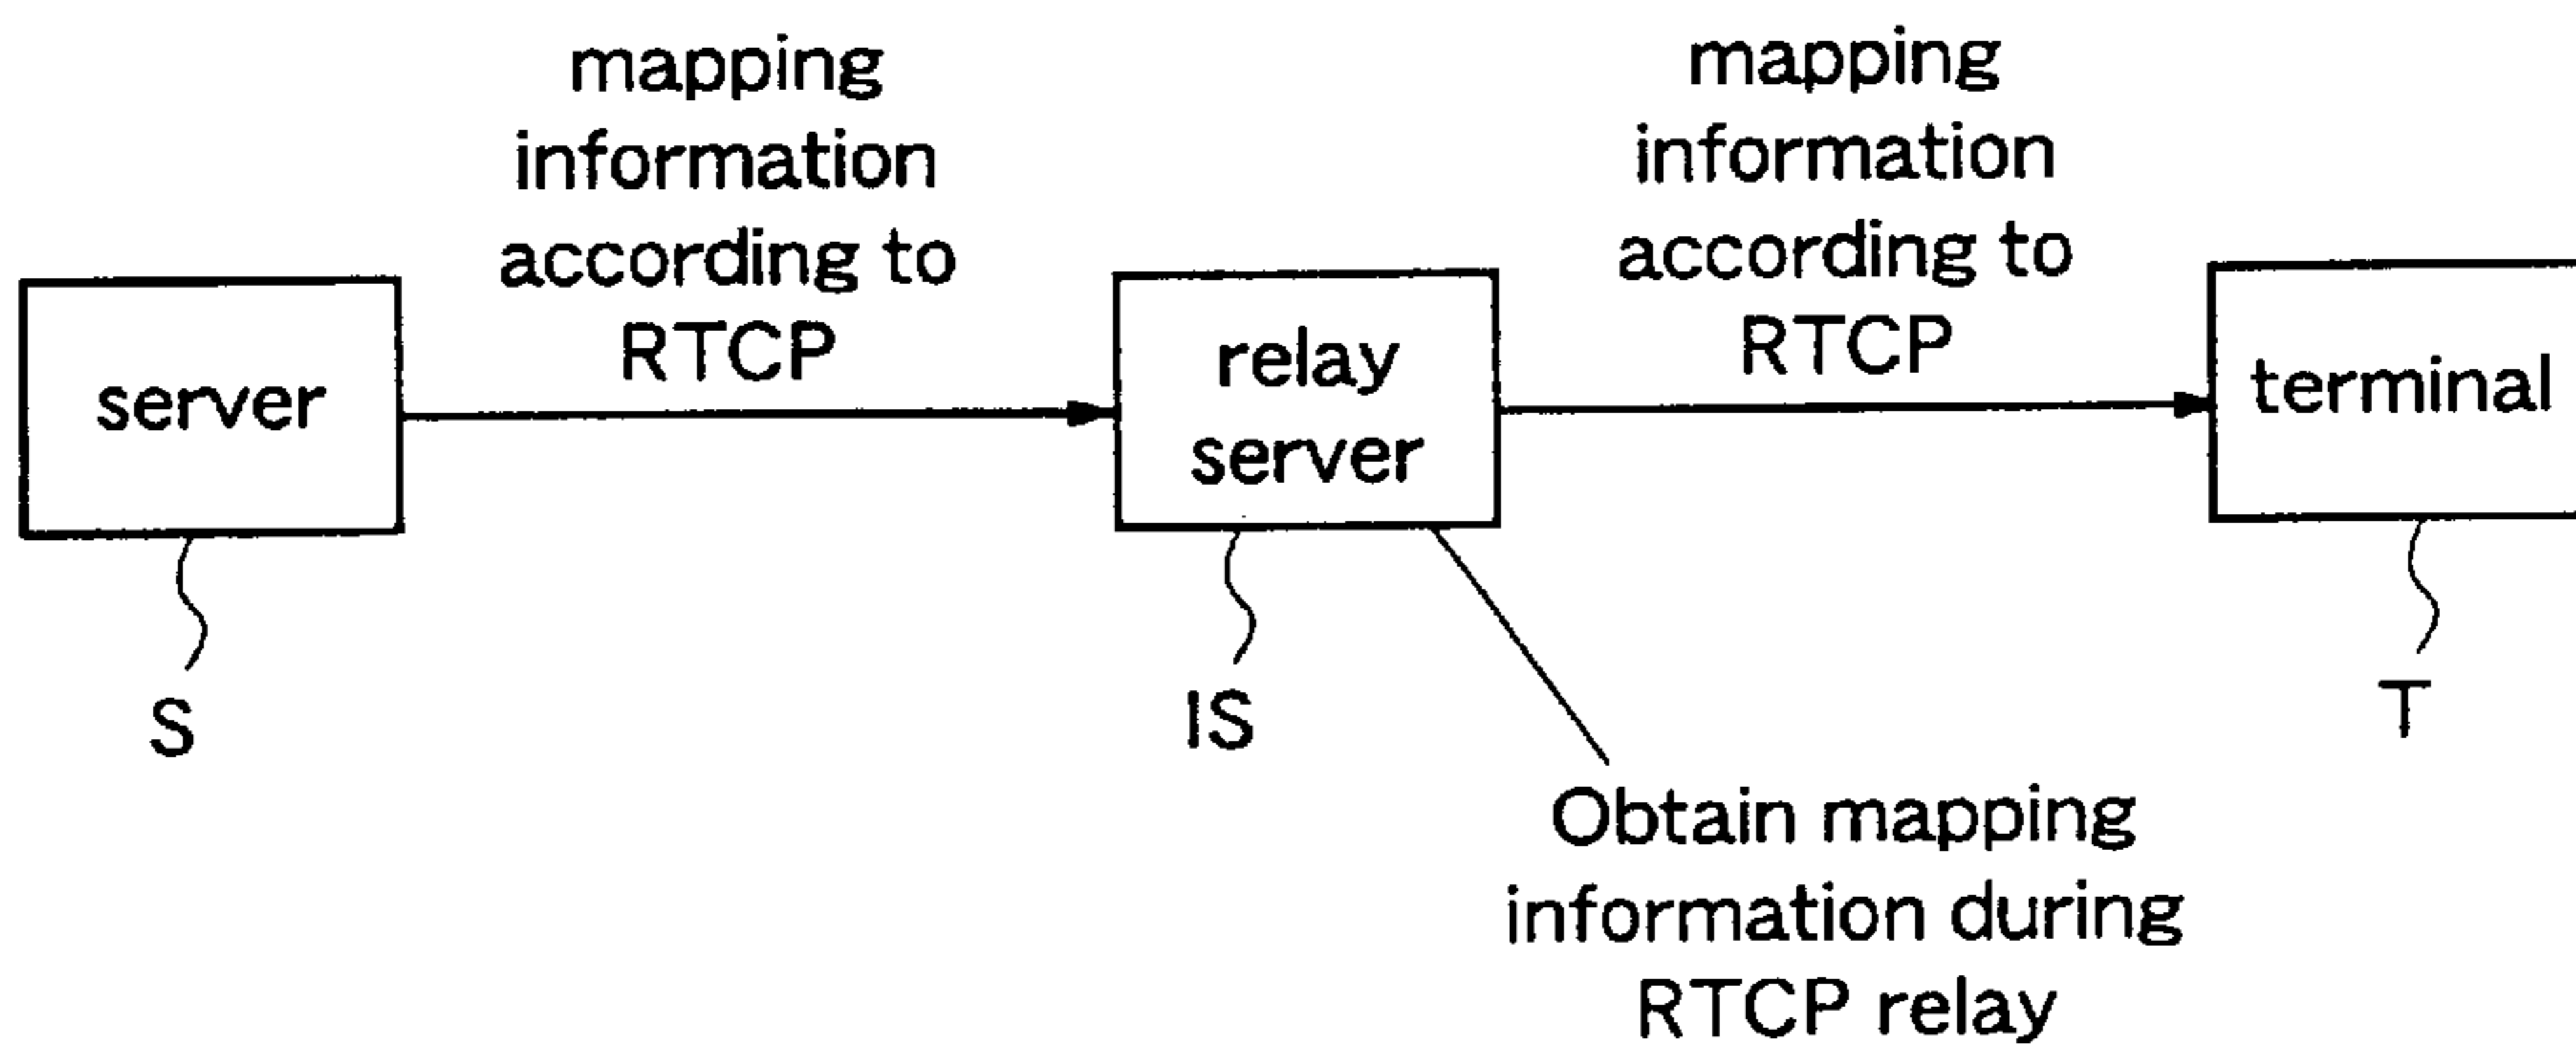 mapping
information
according to
RTCP
mapping
information
according to
RTCP
server
relay
server
terminal
S
IS
T
Obtain mapping
information during
RTCP relay